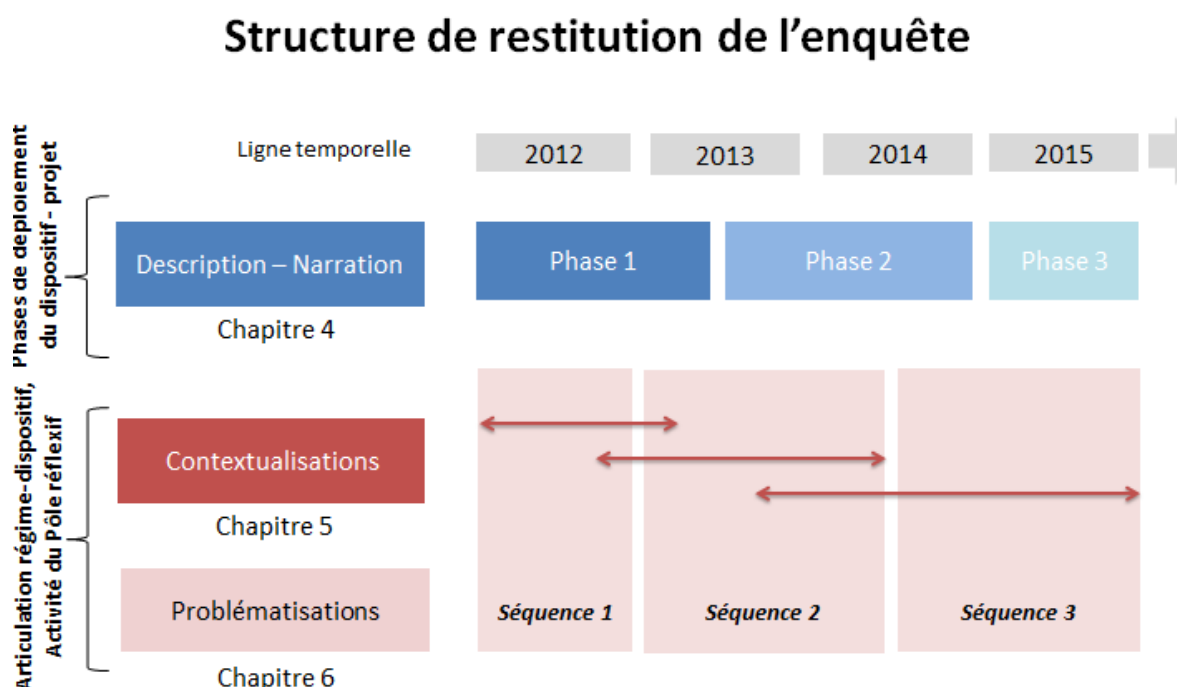 Structure de restitution de l’enquête
Ligne temporelle
2012
2013
2014
2015
Phases de déploiement
du dispositif - projet
Description – Narration
Chapitre 4
Phase 1
Phase 2
Phase 3
Articulation régime-dispositif,
Activité du Pôle réflexif
Contextualisations
Chapitre 5
Problématisations
Chapitre 6
Séquence 1
Séquence 2
Séquence 3